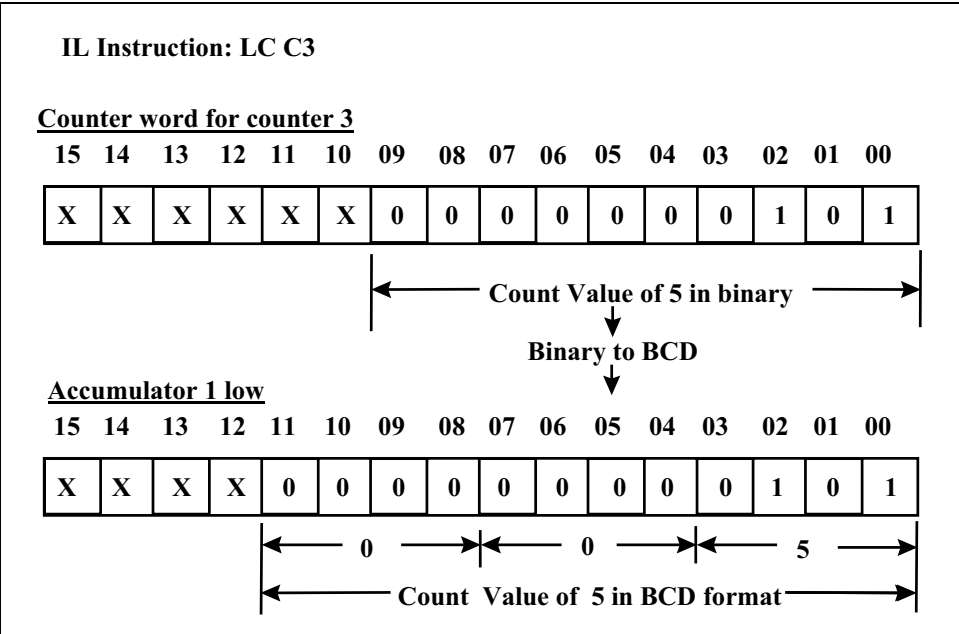 IL Instruction: LC C3
Counter word for counter 3
15 14 13 12 11 10 09 08 07 06 05 04 03 02 01 00
X X X X X X 0 0 0 0 0 0 0 1 0 1
Count Value of 5 in binary
Binary to BCD
Accumulator 1 low
15 14 13 12 11 10 09 08 07 06 05 04 03 02 01 00
X X X X 0 0 0 0 0 0 0 0 0 1 0 1
0 0 5
Count Value of 5 in BCD format